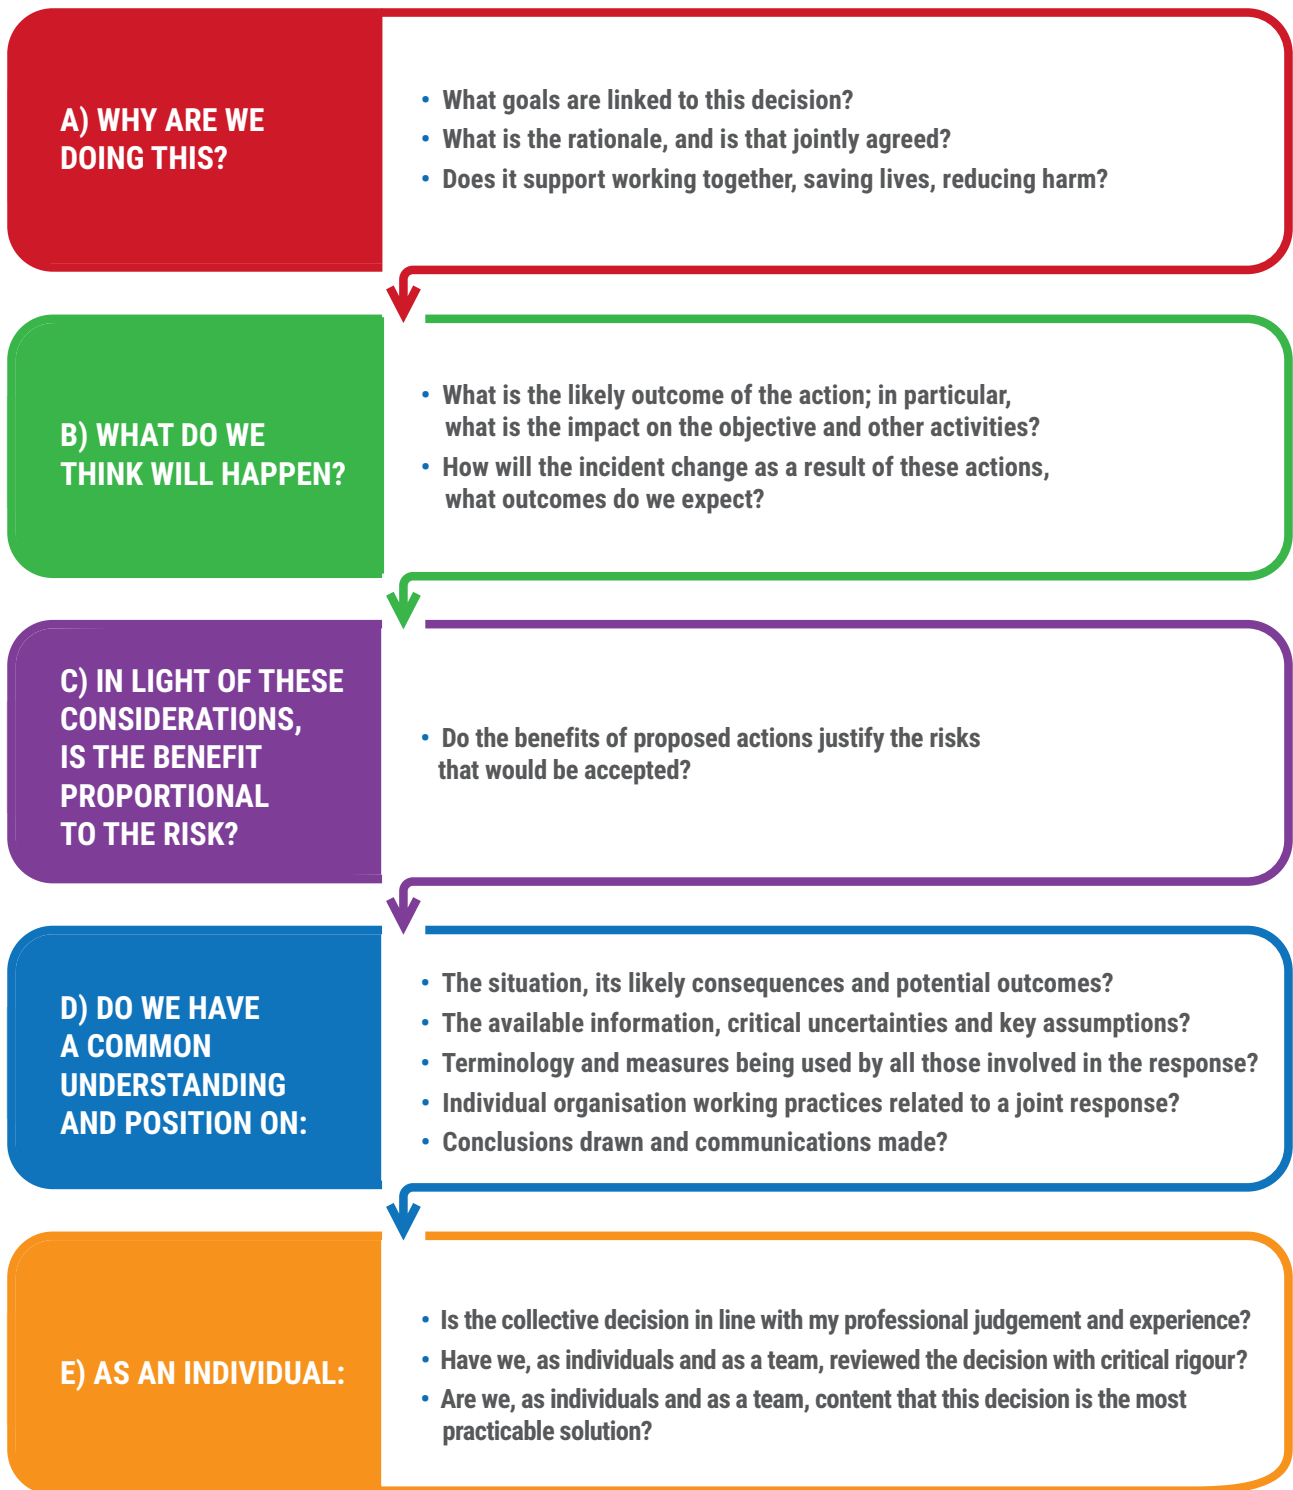 A) WHY ARE WE
DOING THIS?
• What goals are linked to this decision?
• What is the rationale, and is that jointly agreed?
• Does it support working together, saving lives, reducing harm?
B) WHAT DO WE
THINK WILL HAPPEN?
• What is the likely outcome of the action; in particular,
what is the impact on the objective and other activities?
• How will the incident change as a result of these actions,
what outcomes do we expect?
C) IN LIGHT OF THESE
CONSIDERATIONS,
IS THE BENEFIT
PROPORTIONAL
TO THE RISK?
• Do the benefits of proposed actions justify the risks
that would be accepted?
D) DO WE HAVE
A COMMON
UNDERSTANDING
AND POSITION ON:
• The situation, its likely consequences and potential outcomes?
• The available information, critical uncertainties and key assumptions?
• Terminology and measures being used by all those involved in the response?
• Individual organisation working practices related to a joint response?
• Conclusions drawn and communications made?
E) AS AN INDIVIDUAL:
• Is the collective decision in line with my professional judgement and experience?
• Have we, as individuals and as a team, reviewed the decision with critical rigour?
• Are we, as individuals and as a team, content that this decision is the most
practicable solution?